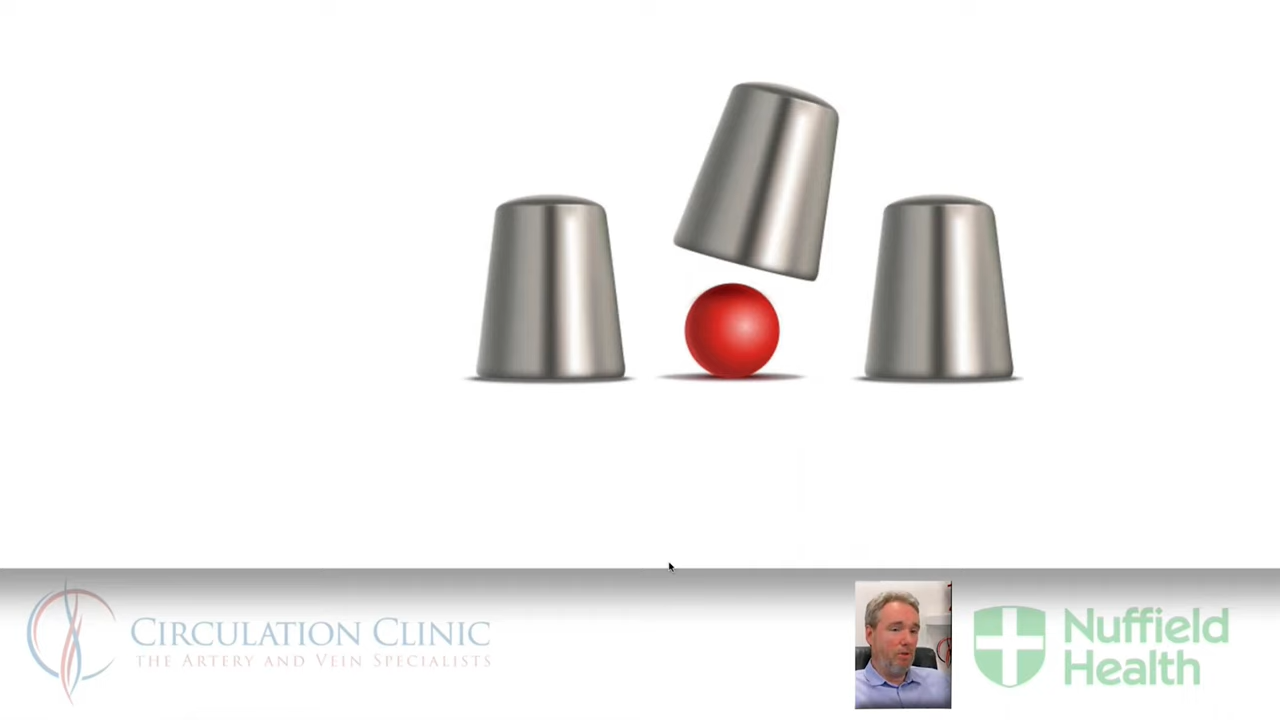 CIRCULATION CLINIC
THE ARTERY AND VEIN SPECIALISTS
Nuffield
Health